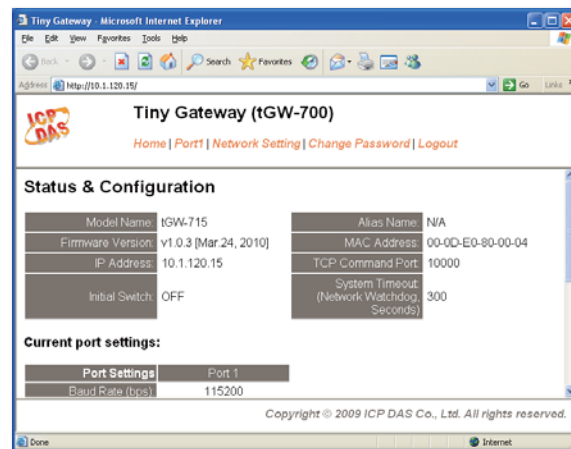 Tiny Gateway - Microsoft Internet Explorer
File Edit View Favorites Tools Help
Back Search Favorites
Address http://10.1.120.15/ Go Links
ICP DAS
Tiny Gateway (tGW-700)
Home | Port1 | Network Setting | Change Password | Logout
Status & Configuration
Model Name: tGW-715 Alias Name: N/A
Firmware Version: v1.0.3 [Mar.24, 2010] MAC Address: 00-0D-E0-80-00-04
IP Address: 10.1.120.15 TCP Command Port: 10000
Initial Switch: OFF System Timeout: (Network Watchdog, Seconds) 300
Current port settings:
Port Settings Port 1
Baud Rate (bps) 115200
Copyright © 2009 ICP DAS Co., Ltd. All rights reserved.
Done Internet